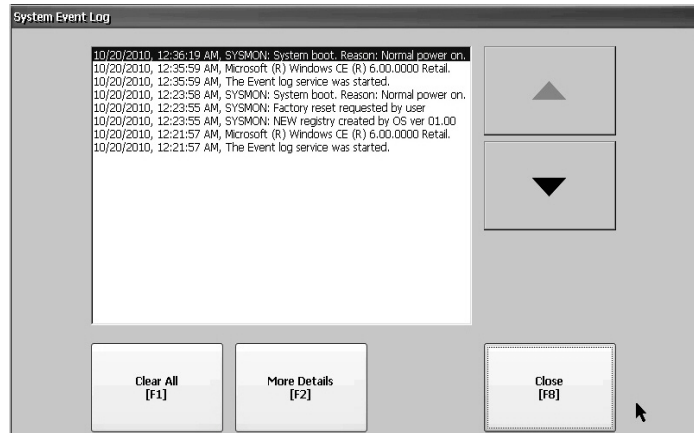 System Event Log
10/20/2010, 12:36:19 AM, SYSMON: System boot. Reason: Normal power on.
10/20/2010, 12:35:59 AM, Microsoft (R) Windows CE (R) 6.00.0000 Retail.
10/20/2010, 12:35:59 AM, The Event log service was started.
10/20/2010, 12:23:58 AM, SYSMON: System boot. Reason: Normal power on.
10/20/2010, 12:23:55 AM, SYSMON: Factory reset requested by user
10/20/2010, 12:23:55 AM, SYSMON: NEW registry created by OS ver 01.00
10/20/2010, 12:21:57 AM, Microsoft (R) Windows CE (R) 6.00.0000 Retail.
10/20/2010, 12:21:57 AM, The Event log service was started.
Clear All
[F1]
More Details
[F2]
Close
[F8]